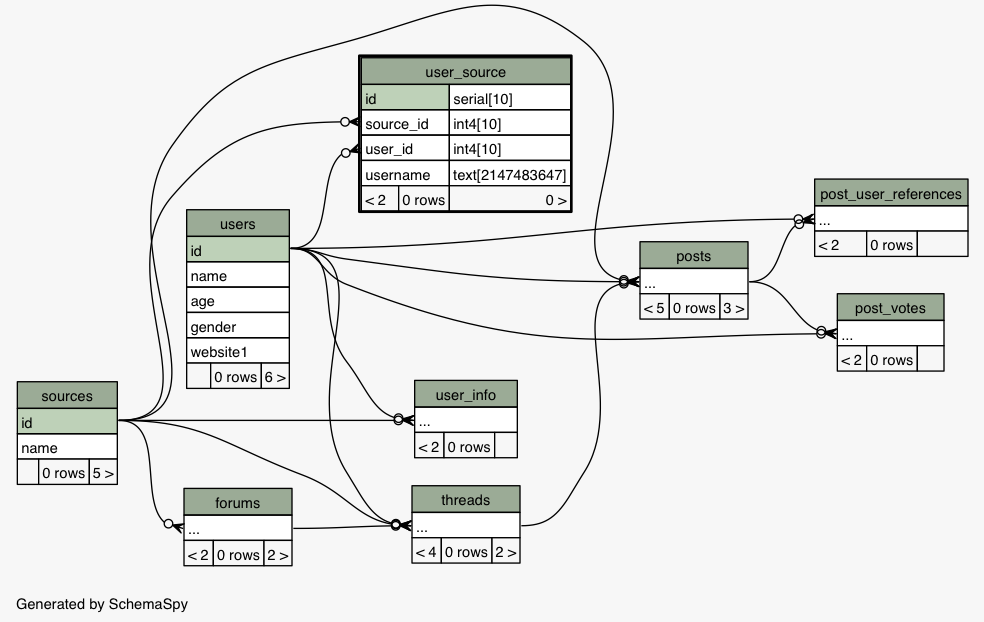 user_source
id serial[10]
source_id int4[10]
user_id int4[10]
username text[2147483647]
< 2 0 rows 0 >
users
id
name
age
gender
website1
0 rows 6 >
post_user_references
...
< 2 0 rows
posts
...
< 5 0 rows 3 >
post_votes
...
< 2 0 rows
sources
id
name
0 rows 5 >
user_info
...
< 2 0 rows
forums
...
< 2 0 rows 2 >
threads
...
< 4 0 rows 2 >
Generated by SchemaSpy